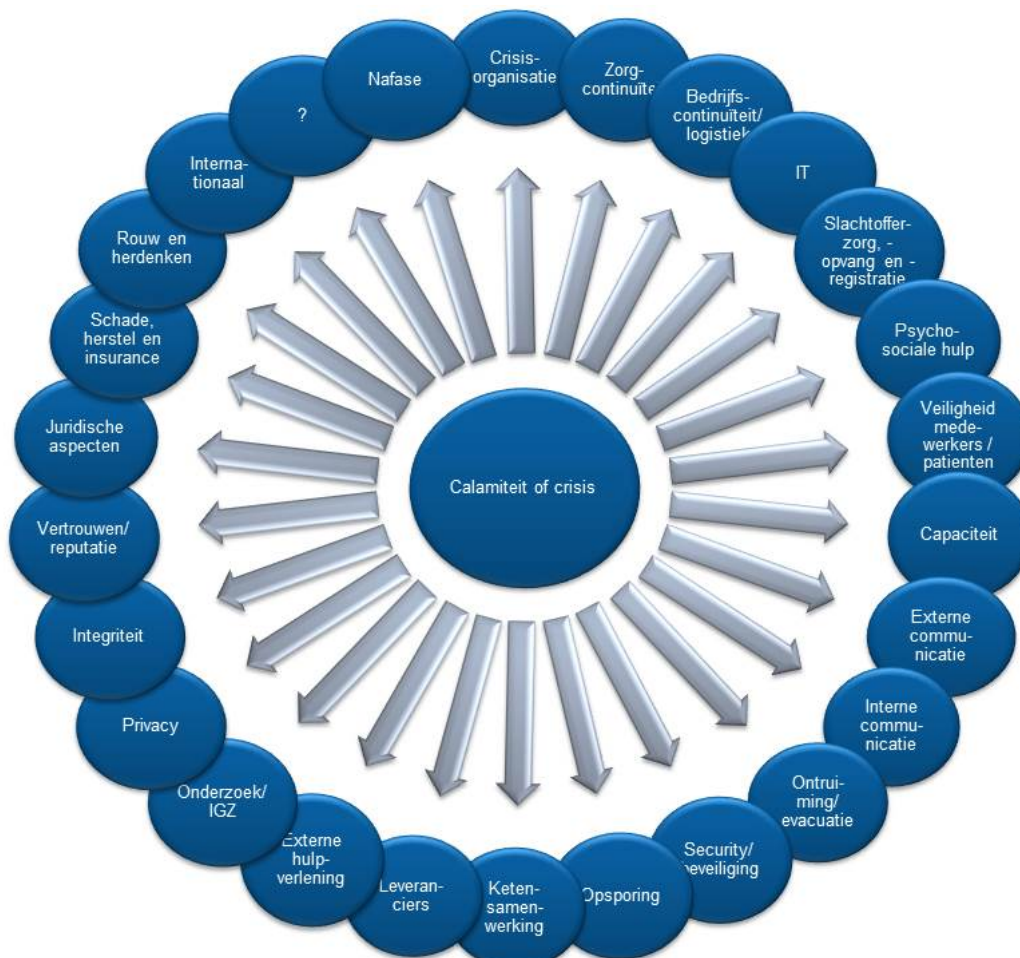 Crisis-
organisatie
Zorg-
continuïte
Bedrijfs-
continuïteit/
logistiek
IT
Slachtoffer-
zorg, -
opvang en -
registratie
Psycho-
sociale hulp
Veiligheid
mede-
werkers /
patienten
Capaciteit
Externe
commu-
nicatie
Interne
commu-
nicatie
Ontrui-
ming/
evacuatie
Security/
beveiliging
Opsporing
Keten-
samen-
werking
Leveran-
ciers
Externe
hulp-
verlening
Onderzoek/
IGZ
Privacy
Integriteit
Vertrouwen/
reputatie
Juridische
aspecten
Schade,
herstel en
insurance
Rouw en
herdenken
Interna-
tionaal
?
Nafase
Calamiteit of crisis